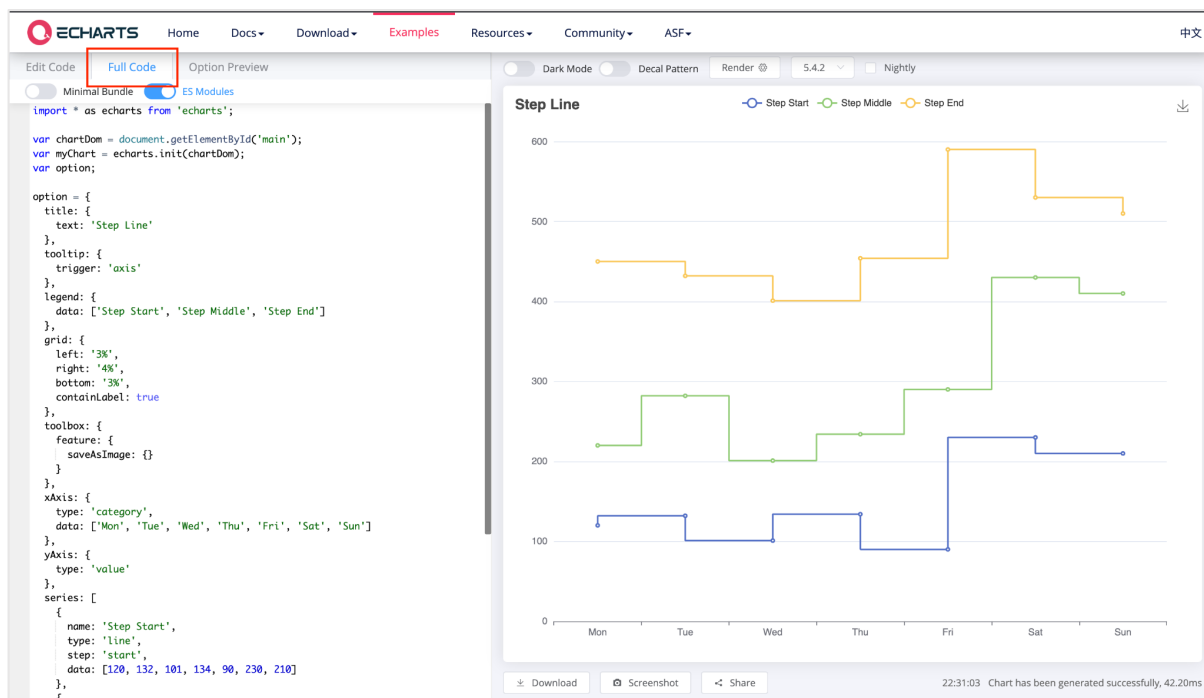 ECHARTS Home Docs Download Examples Resources Community ASF 中文
Edit Code Full Code Option Preview
Minimal Bundle ES Modules
import * as echarts from 'echarts';
var chartDom = document.getElementById('main');
var myChart = echarts.init(chartDom);
var option;
option = {
title: {
text: 'Step Line'
},
tooltip: {
trigger: 'axis'
},
legend: {
data: ['Step Start', 'Step Middle', 'Step End']
},
grid: {
left: '3%',
right: '4%',
bottom: '3%',
containLabel: true
},
toolbox: {
feature: {
saveAsImage: {}
}
},
xAxis: {
type: 'category',
data: ['Mon', 'Tue', 'Wed', 'Thu', 'Fri', 'Sat', 'Sun']
},
yAxis: {
type: 'value'
},
series: [
{
name: 'Step Start',
type: 'line',
step: 'start',
data: [120, 132, 101, 134, 90, 230, 210]
},
{
Dark Mode Decal Pattern Render 5.4.2 Nightly
Step Line Step Start Step Middle Step End
600
500
400
300
200
100
0
Mon Tue Wed Thu Fri Sat Sun
Download Screenshot Share 22:31:03 Chart has been generated successfully, 42.20ms